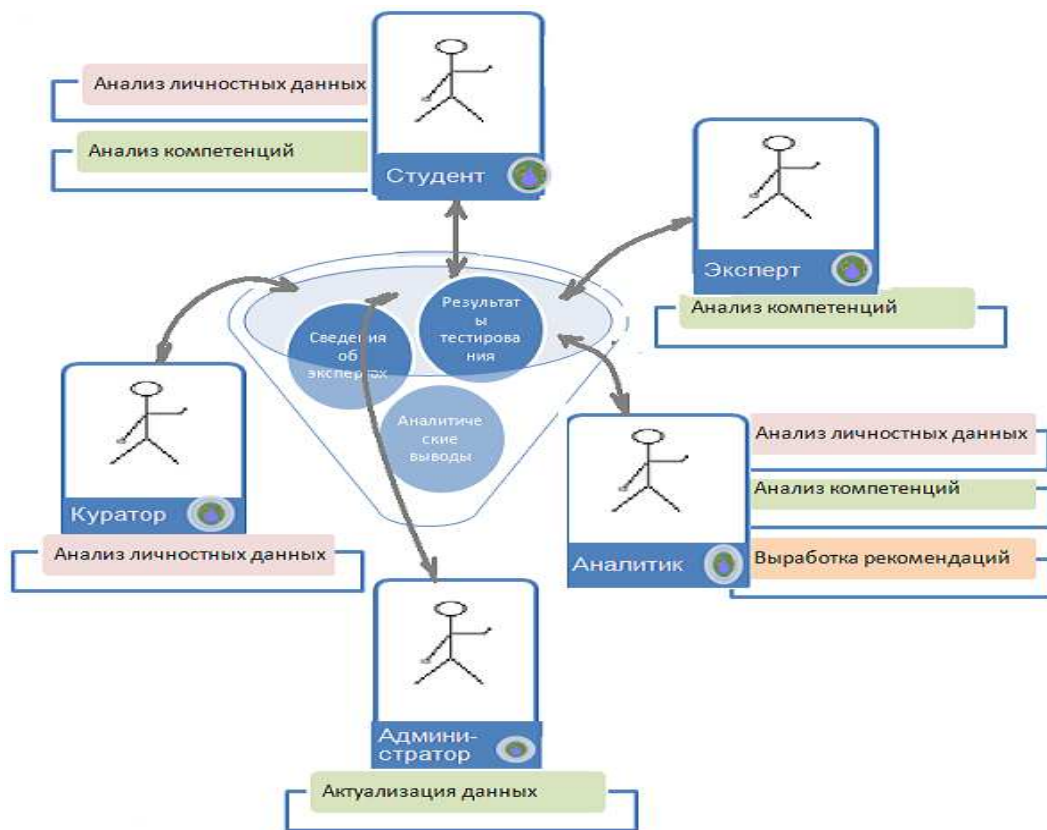 Анализ личностных данных
Анализ компетенций
Студент
Эксперт
Анализ компетенций
Результат
ы
тестирова
ния
Сведения
об
экспертах
Аналитиче
ские
выводы
Куратор
Анализ личностных данных
Аналитик
Анализ личностных данных
Анализ компетенций
Выработка рекомендаций
Админи-
стратор
Актуализация данных